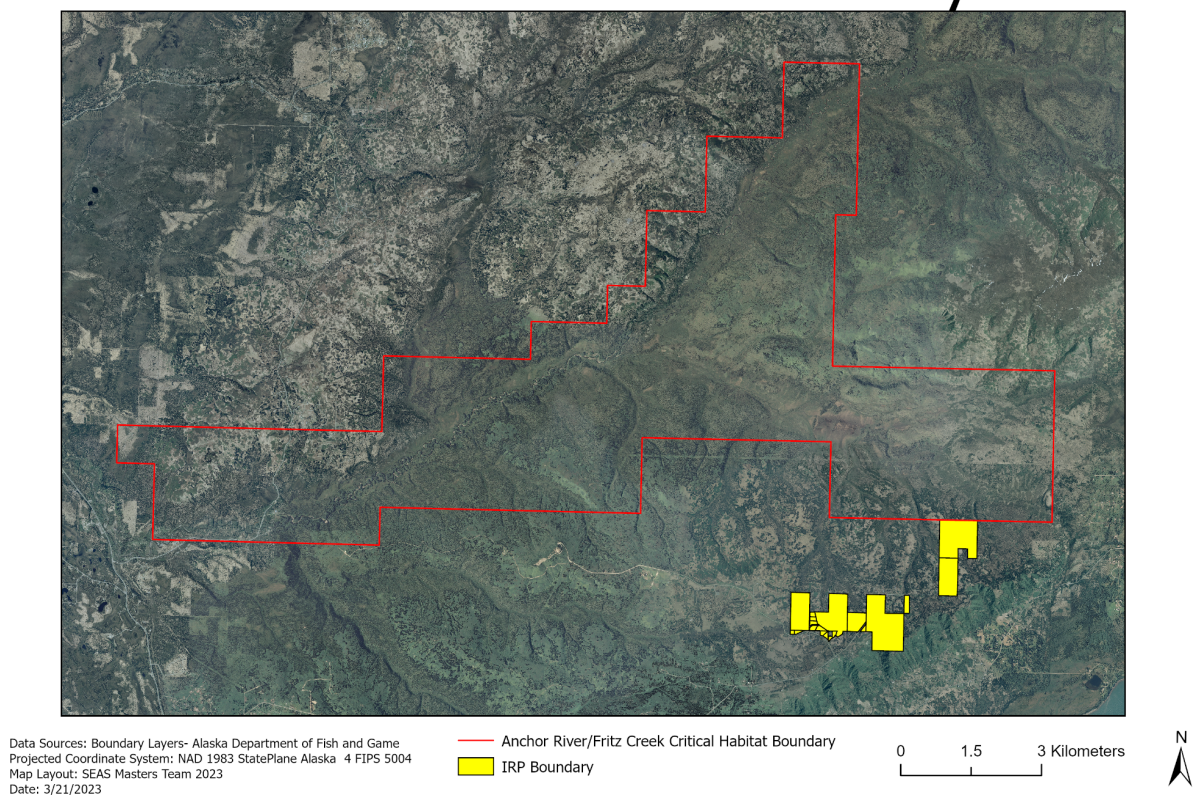 Data Sources: Boundary Layers- Alaska Department of Fish and Game
Projected Coordinate System: NAD 1983 StatePlane Alaska 4 FIPS 5004
Map Layout: SEAS Masters Team 2023
Date: 3/21/2023
Anchor River/Fritz Creek Critical Habitat Boundary
IRP Boundary
0 1.5 3 Kilometers
N